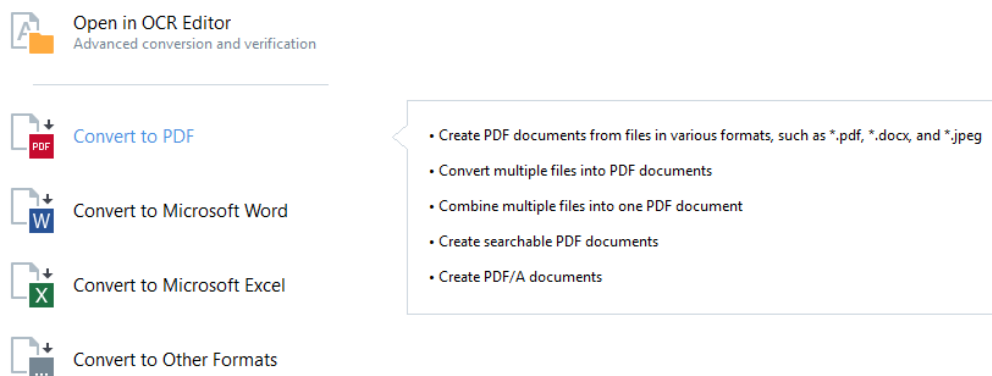 A
Open in OCR Editor
Advanced conversion and verification
PDF
Convert to PDF
• Create PDF documents from files in various formats, such as *.pdf, *.docx, and *.jpeg
• Convert multiple files into PDF documents
• Combine multiple files into one PDF document
• Create searchable PDF documents
• Create PDF/A documents
W
Convert to Microsoft Word
X
Convert to Microsoft Excel
...
Convert to Other Formats